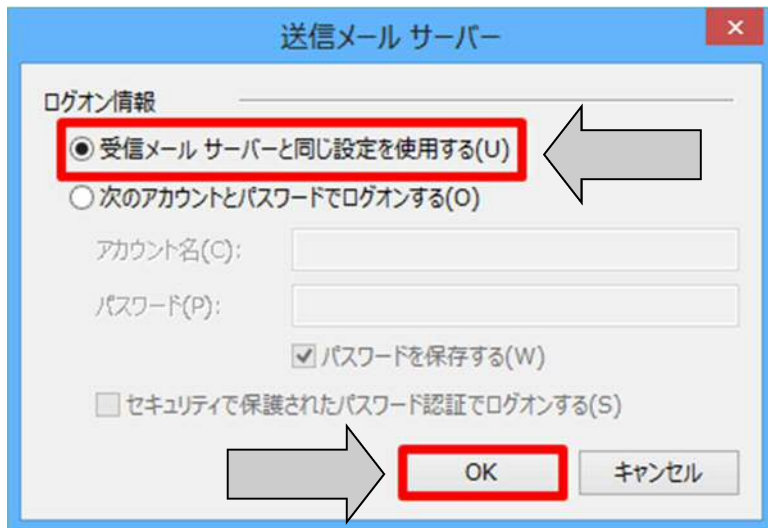 送信メール サーバー
ログオン情報
受信メール サーバーと同じ設定を使用する(U)
次のアカウントとパスワードでログオンする(O)
アカウント名(C):
パスワード(P):
パスワードを保存する(W)
セキュリティで保護されたパスワード認証でログオンする(S)
OK キャンセル